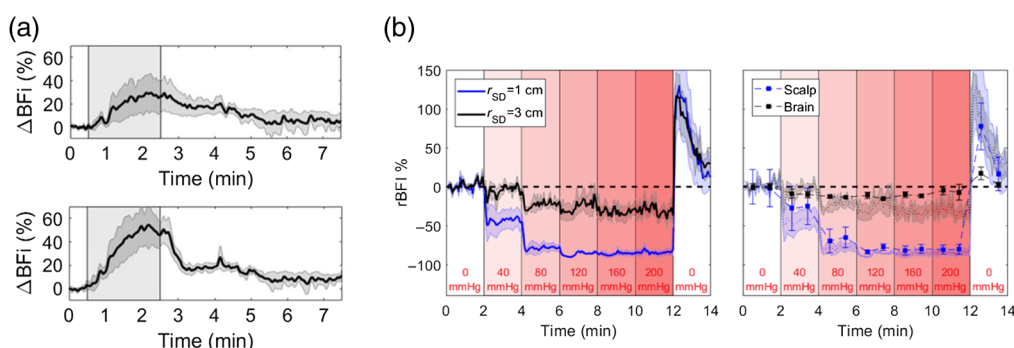 (a)
60
40
20
0
ΔBFi (%)
0 1 2 3 4 5 6 7
Time (min)
60
40
20
0
ΔBFi (%)
0 1 2 3 4 5 6 7
Time (min)
(b)
150
100
50
0
−50
−100
rBFI %
rSD=1 cm
rSD=3 cm
0 40 80 120 160 200 0
mmHg mmHg mmHg mmHg mmHg mmHg mmHg
0 2 4 6 8 10 12 14
Time (min)
Scalp
Brain
0 40 80 120 160 200 0
mmHg mmHg mmHg mmHg mmHg mmHg mmHg
0 2 4 6 8 10 12 14
Time (min)